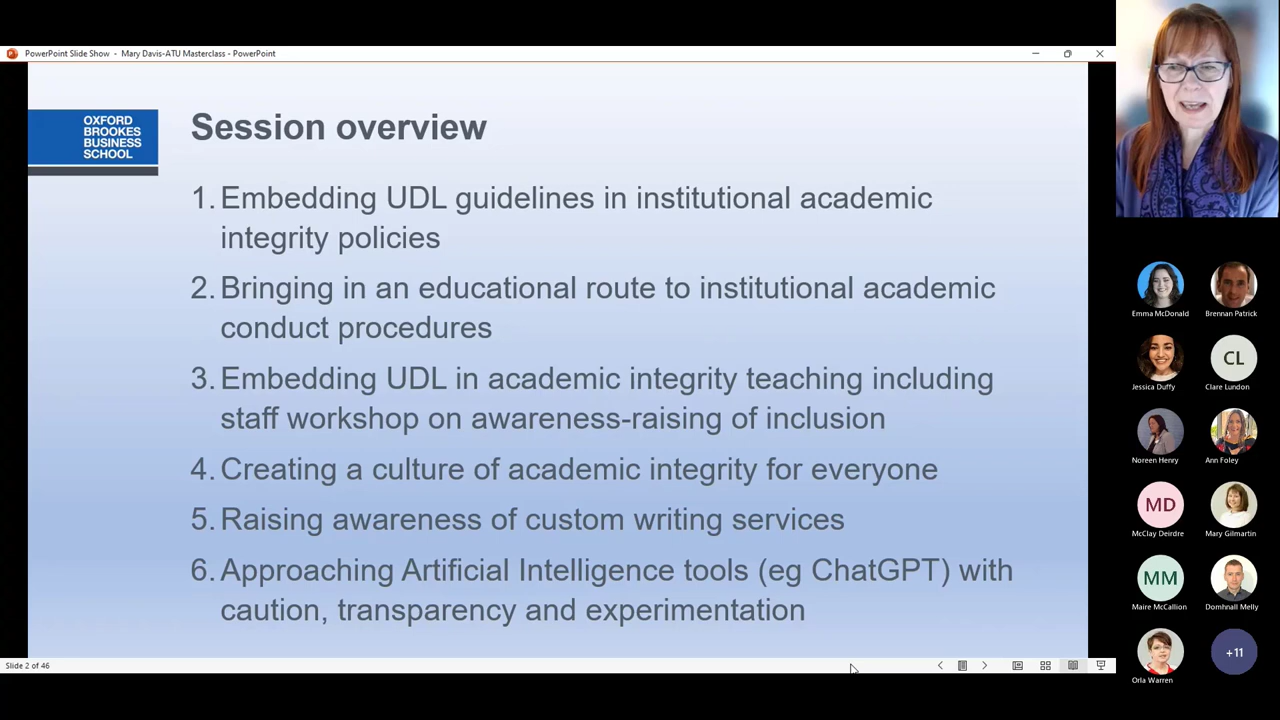 PowerPoint Slide Show - Mary Davis-ATU Masterclass - PowerPoint
OXFORD
BROOKES
BUSINESS
SCHOOL
Session overview
1. Embedding UDL guidelines in institutional academic
integrity policies
2. Bringing in an educational route to institutional academic
conduct procedures
3. Embedding UDL in academic integrity teaching including
staff workshop on awareness-raising of inclusion
4. Creating a culture of academic integrity for everyone
5. Raising awareness of custom writing services
6. Approaching Artificial Intelligence tools (eg ChatGPT) with
caution, transparency and experimentation
Slide 2 of 46
Emma McDonald
Brennan Patrick
Jessica Duffy
CL
Clare Lundon
Noreen Henry
Ann Foley
MD
McClay Deirdre
Mary Gilmartin
MM
Maire McCallion
Domhnall Melly
Orla Warren
+11